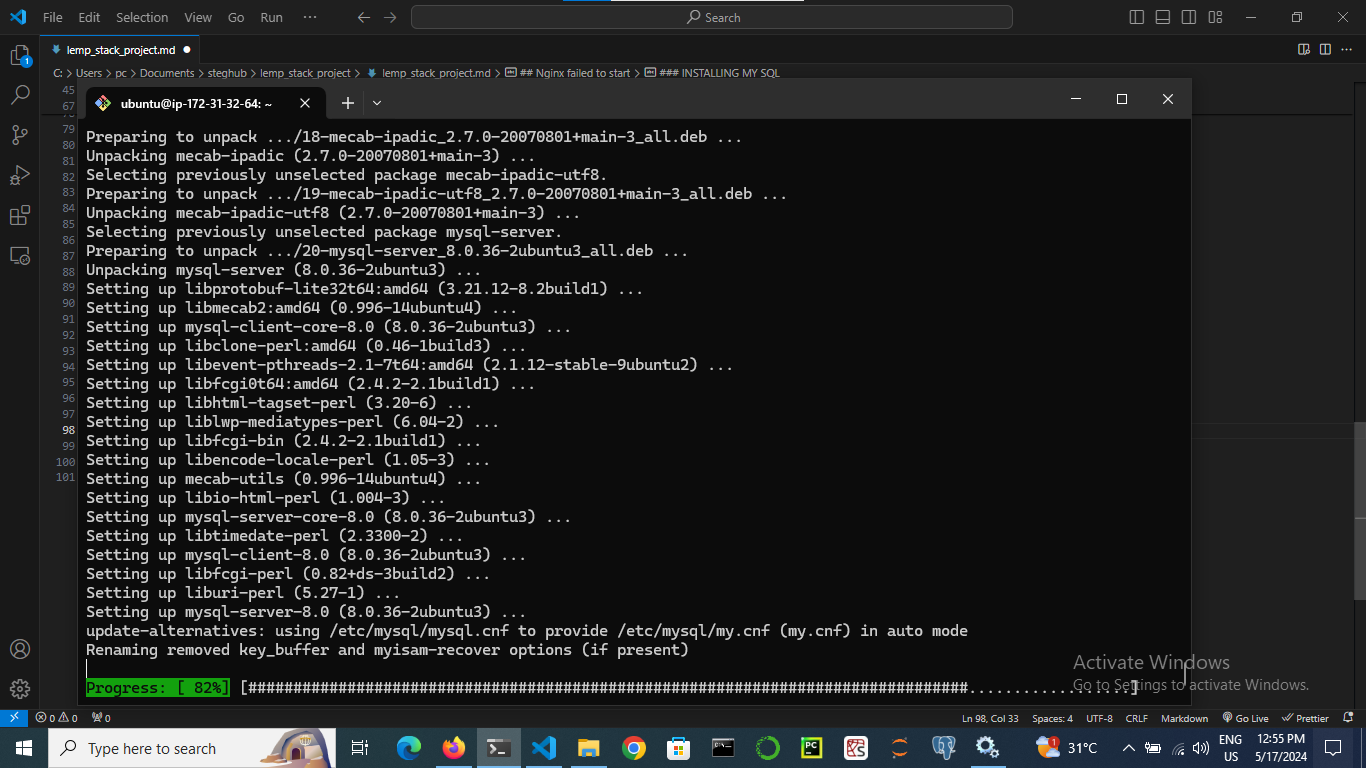 File Edit Selection View Go Run ··· Search
lemp_stack_project.md
C: > Users > pc > Documents > steghub > lemp_stack_project > lemp_stack_project.md > ## Nginx failed to start > ### INSTALLING MY SQL
ubuntu@ip-172-31-32-64: ~
45
67
79
80
81
82
83
84
85
86
87
88
89
90
91
92
93
94
95
96
97
98
99
100
101
Preparing to unpack .../18-mecab-ipadic_2.7.0-20070801+main-3_all.deb ...
Unpacking mecab-ipadic (2.7.0-20070801+main-3) ...
Selecting previously unselected package mecab-ipadic-utf8.
Preparing to unpack .../19-mecab-ipadic-utf8_2.7.0-20070801+main-3_all.deb ...
Unpacking mecab-ipadic-utf8 (2.7.0-20070801+main-3) ...
Selecting previously unselected package mysql-server.
Preparing to unpack .../20-mysql-server_8.0.36-2ubuntu3_all.deb ...
Unpacking mysql-server (8.0.36-2ubuntu3) ...
Setting up libprotobuf-lite32t64:amd64 (3.21.12-8.2build1) ...
Setting up libmecab2:amd64 (0.996-14ubuntu4) ...
Setting up mysql-client-core-8.0 (8.0.36-2ubuntu3) ...
Setting up libclone-perl:amd64 (0.46-1build3) ...
Setting up libevent-pthreads-2.1-7t64:amd64 (2.1.12-stable-9ubuntu2) ...
Setting up libfcgi0t64:amd64 (2.4.2-2.1build1) ...
Setting up libhtml-tagset-perl (3.20-6) ...
Setting up liblwp-mediatypes-perl (6.04-2) ...
Setting up libfcgi-bin (2.4.2-2.1build1) ...
Setting up libencode-locale-perl (1.05-3) ...
Setting up mecab-utils (0.996-14ubuntu4) ...
Setting up libio-html-perl (1.004-3) ...
Setting up mysql-server-core-8.0 (8.0.36-2ubuntu3) ...
Setting up libtimedate-perl (2.3300-2) ...
Setting up mysql-client-8.0 (8.0.36-2ubuntu3) ...
Setting up libfcgi-perl (0.82+ds-3build2) ...
Setting up liburi-perl (5.27-1) ...
Setting up mysql-server-8.0 (8.0.36-2ubuntu3) ...
update-alternatives: using /etc/mysql/mysql.cnf to provide /etc/mysql/my.cnf (my.cnf) in auto mode
Renaming removed key_buffer and myisam-recover options (if present)
Progress: [ 82%] [################################################################################..................]
Activate Windows
Go to Settings to activate Windows.
0 0 0 Ln 98, Col 33 Spaces: 4 UTF-8 CRLF Markdown Go Live Prettier
Type here to search 31°C ENG US 12:55 PM 5/17/2024